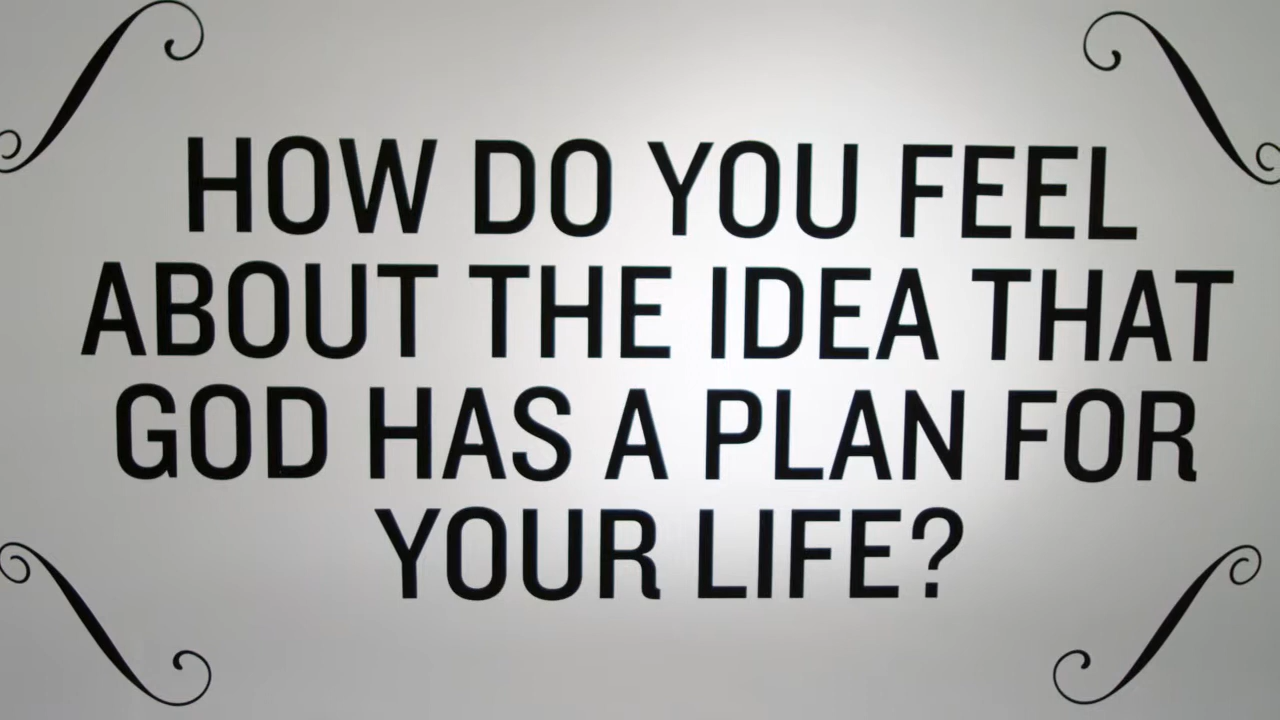 HOW DO YOU FEEL
ABOUT THE IDEA THAT
GOD HAS A PLAN FOR
YOUR LIFE?